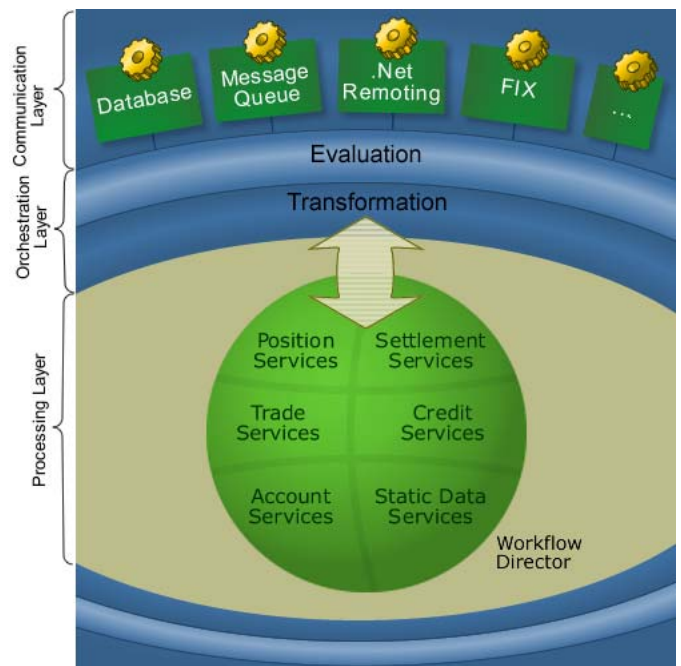 Communication
Layer
Database
Message
Queue
.Net
Remoting
FIX
...
Evaluation
Orchestration
Layer
Transformation
Processing Layer
Position
Services
Settlement
Services
Trade
Services
Credit
Services
Account
Services
Static Data
Services
Workflow
Director